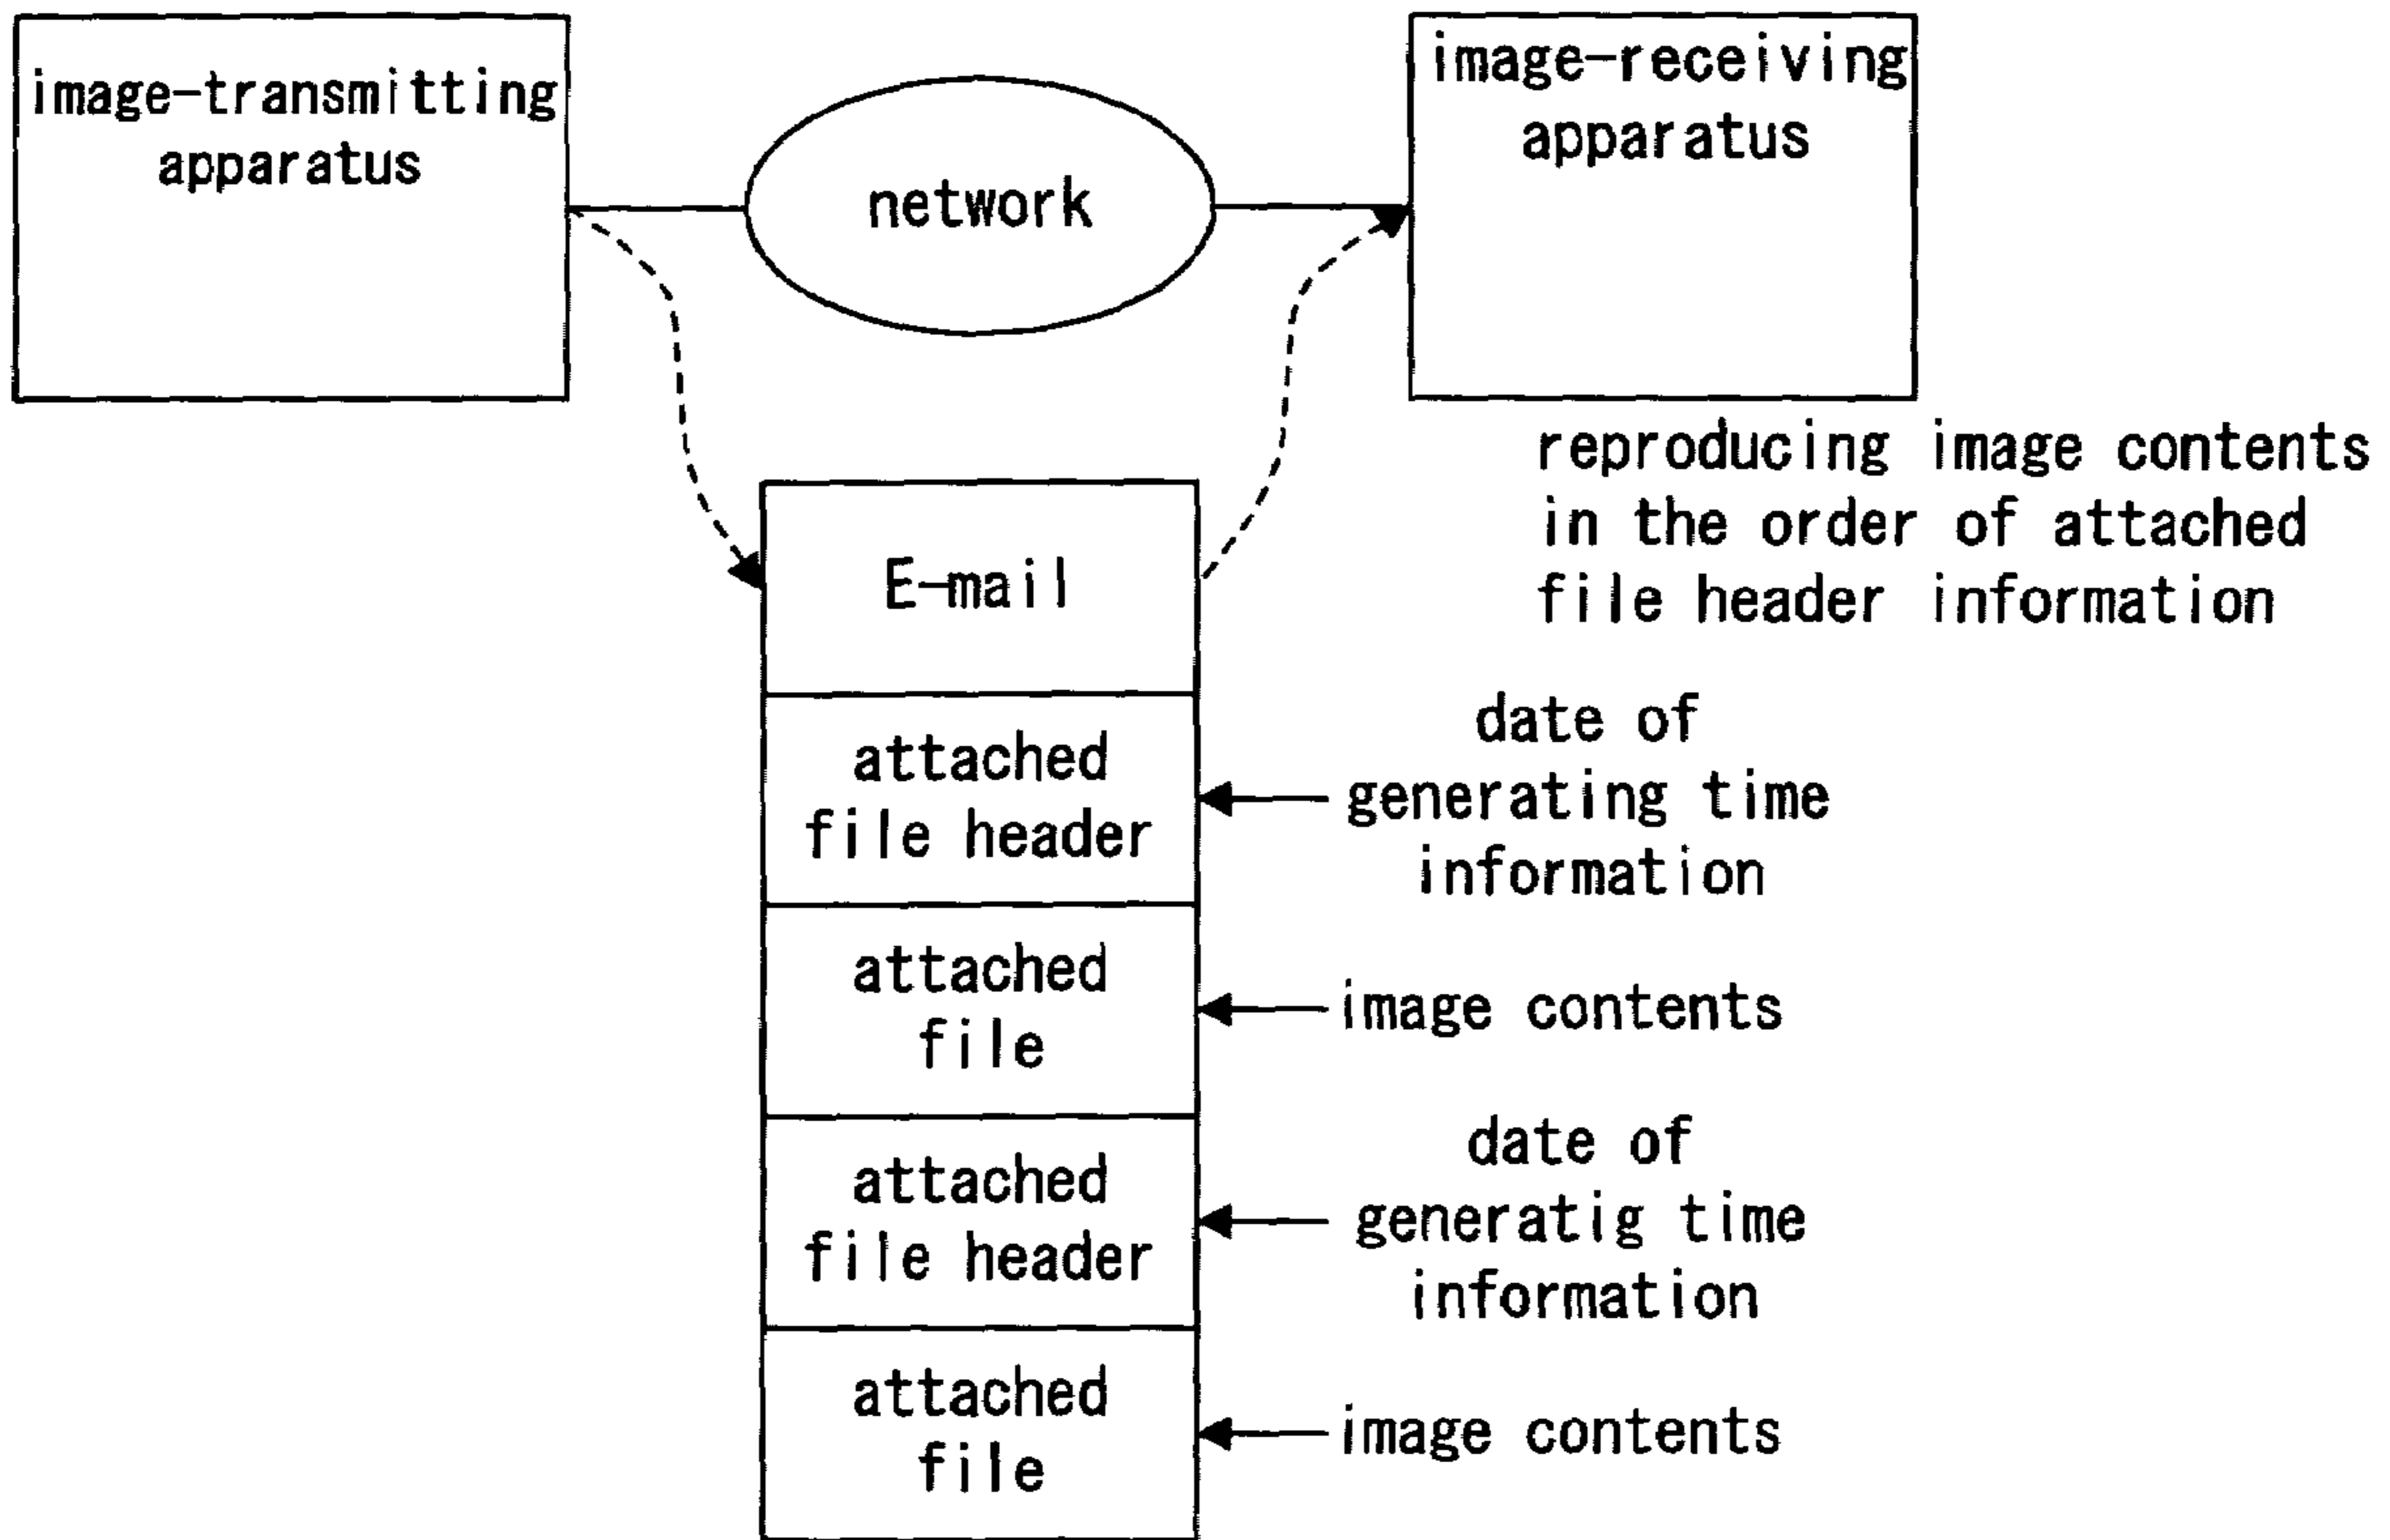 image-transmitting
apparatus
network
image-receiving
apparatus
reproducing image contents
in the order of attached
file header information
E-mail
attached
file header
date of
generating time
information
attached
file
image contents
attached
file header
date of
generatig time
information
attached
file
image contents